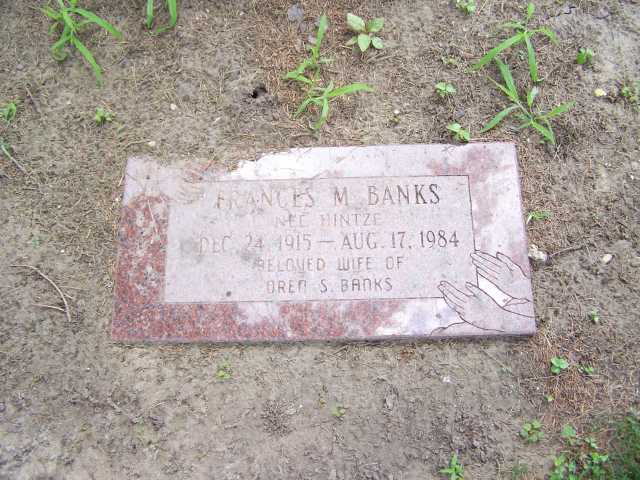 FRANCES M. BANKS
NEE HINTZE
DEC. 24, 1915 — AUG. 17, 1984
BELOVED WIFE OF
OREN S. BANKS